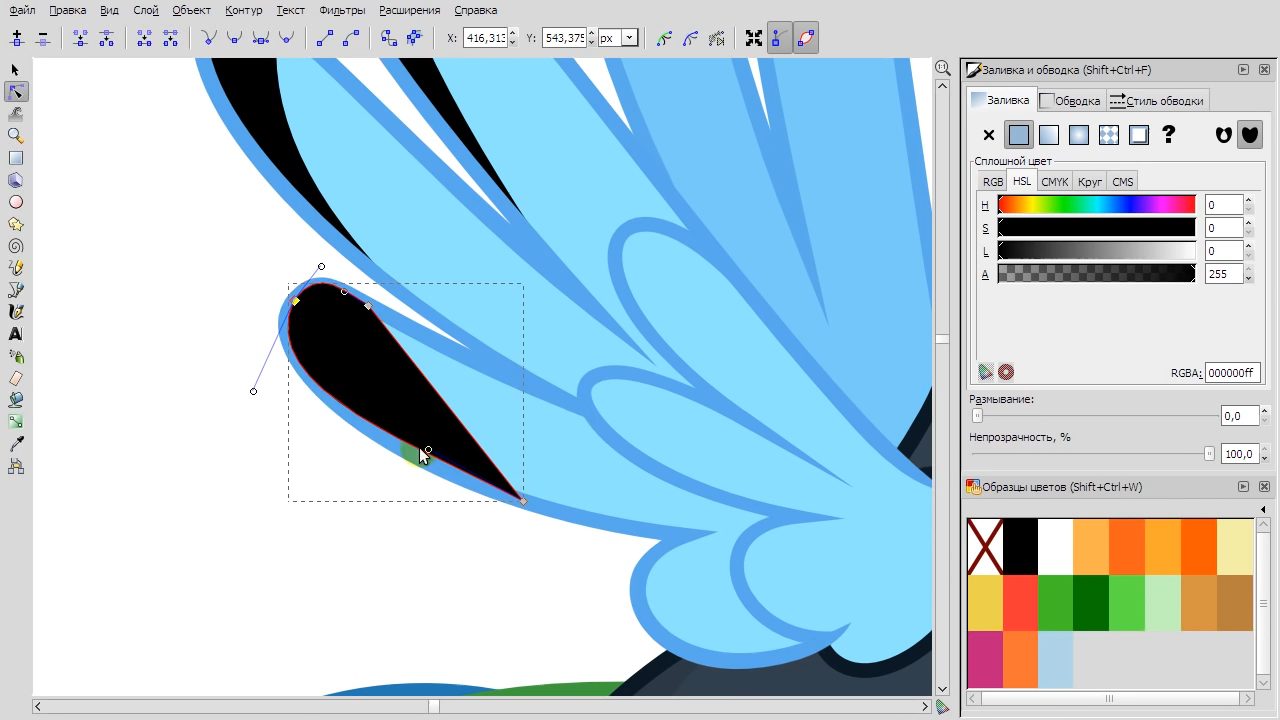 Файл Правка Вид Слой Объект Контур Текст Фильтры Расширения Справка
X: 416,313 Y: 543,375 px
1:1
Заливка и обводка (Shift+Ctrl+F)
Заливка Обводка Стиль обводки
?
Сплошной цвет
RGB HSL CMYK Круг CMS
H 0
S 0
L 0
A 255
RGBA: 000000ff
Размывание:
0,0
Непрозрачность, %
100,0
Образцы цветов (Shift+Ctrl+W)